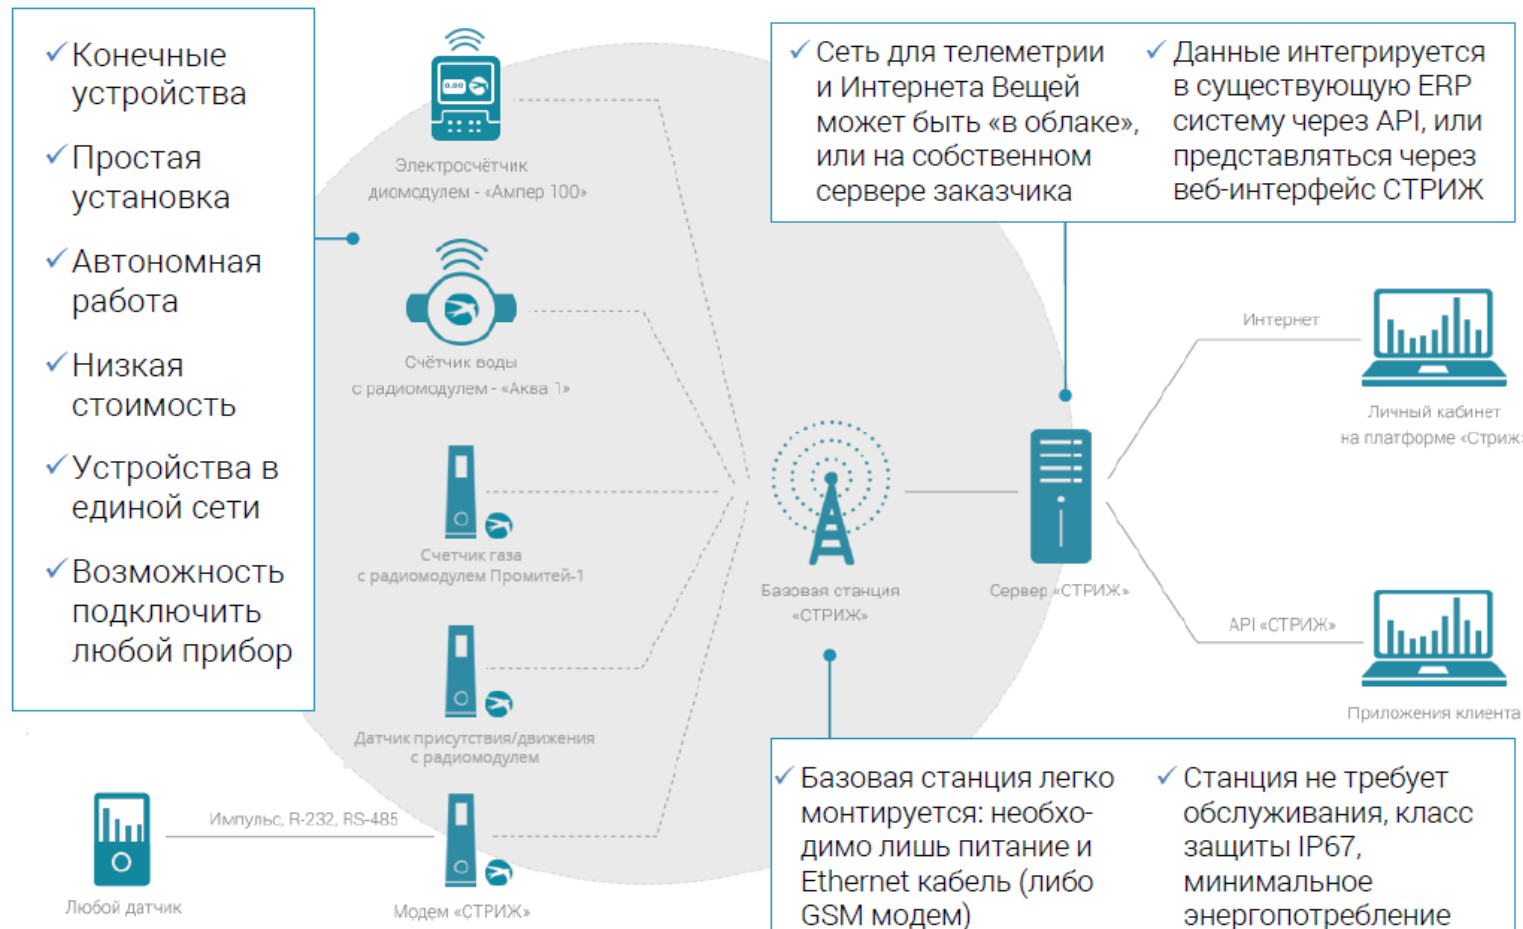 Конечные
устройства
Простая
установка
Автономная
работа
Низкая
стоимость
Устройства в
единой сети
Возможность
подключить
любой прибор
0.00
Электросчётчик
диомодулем - «Ампер 100»
Счётчик воды
с радиомодулем - «Аква 1»
Счетчик газа
с радиомодулем Промитей-1
Датчик присутствия/движения
с радиомодулем
Импульс, R-232, RS-485
Любой датчик
Модем «СТРИЖ»
Сеть для телеметрии
и Интернета Вещей
может быть «в облаке»,
или на собственном
сервере заказчика
Данные интегрируется
в существующую ERP
систему через API, или
представляться через
веб-интерфейс СТРИЖ
Базовая станция
«СТРИЖ»
Сервер «СТРИЖ»
Интернет
Личный кабинет
на платформе «Стриж»
API «СТРИЖ»
Приложения клиента
Базовая станция легко
монтируется: необхо-
димо лишь питание и
Ethernet кабель (либо
GSM модем)
Станция не требует
обслуживания, класс
защиты IP67,
минимальное
энергопотребление